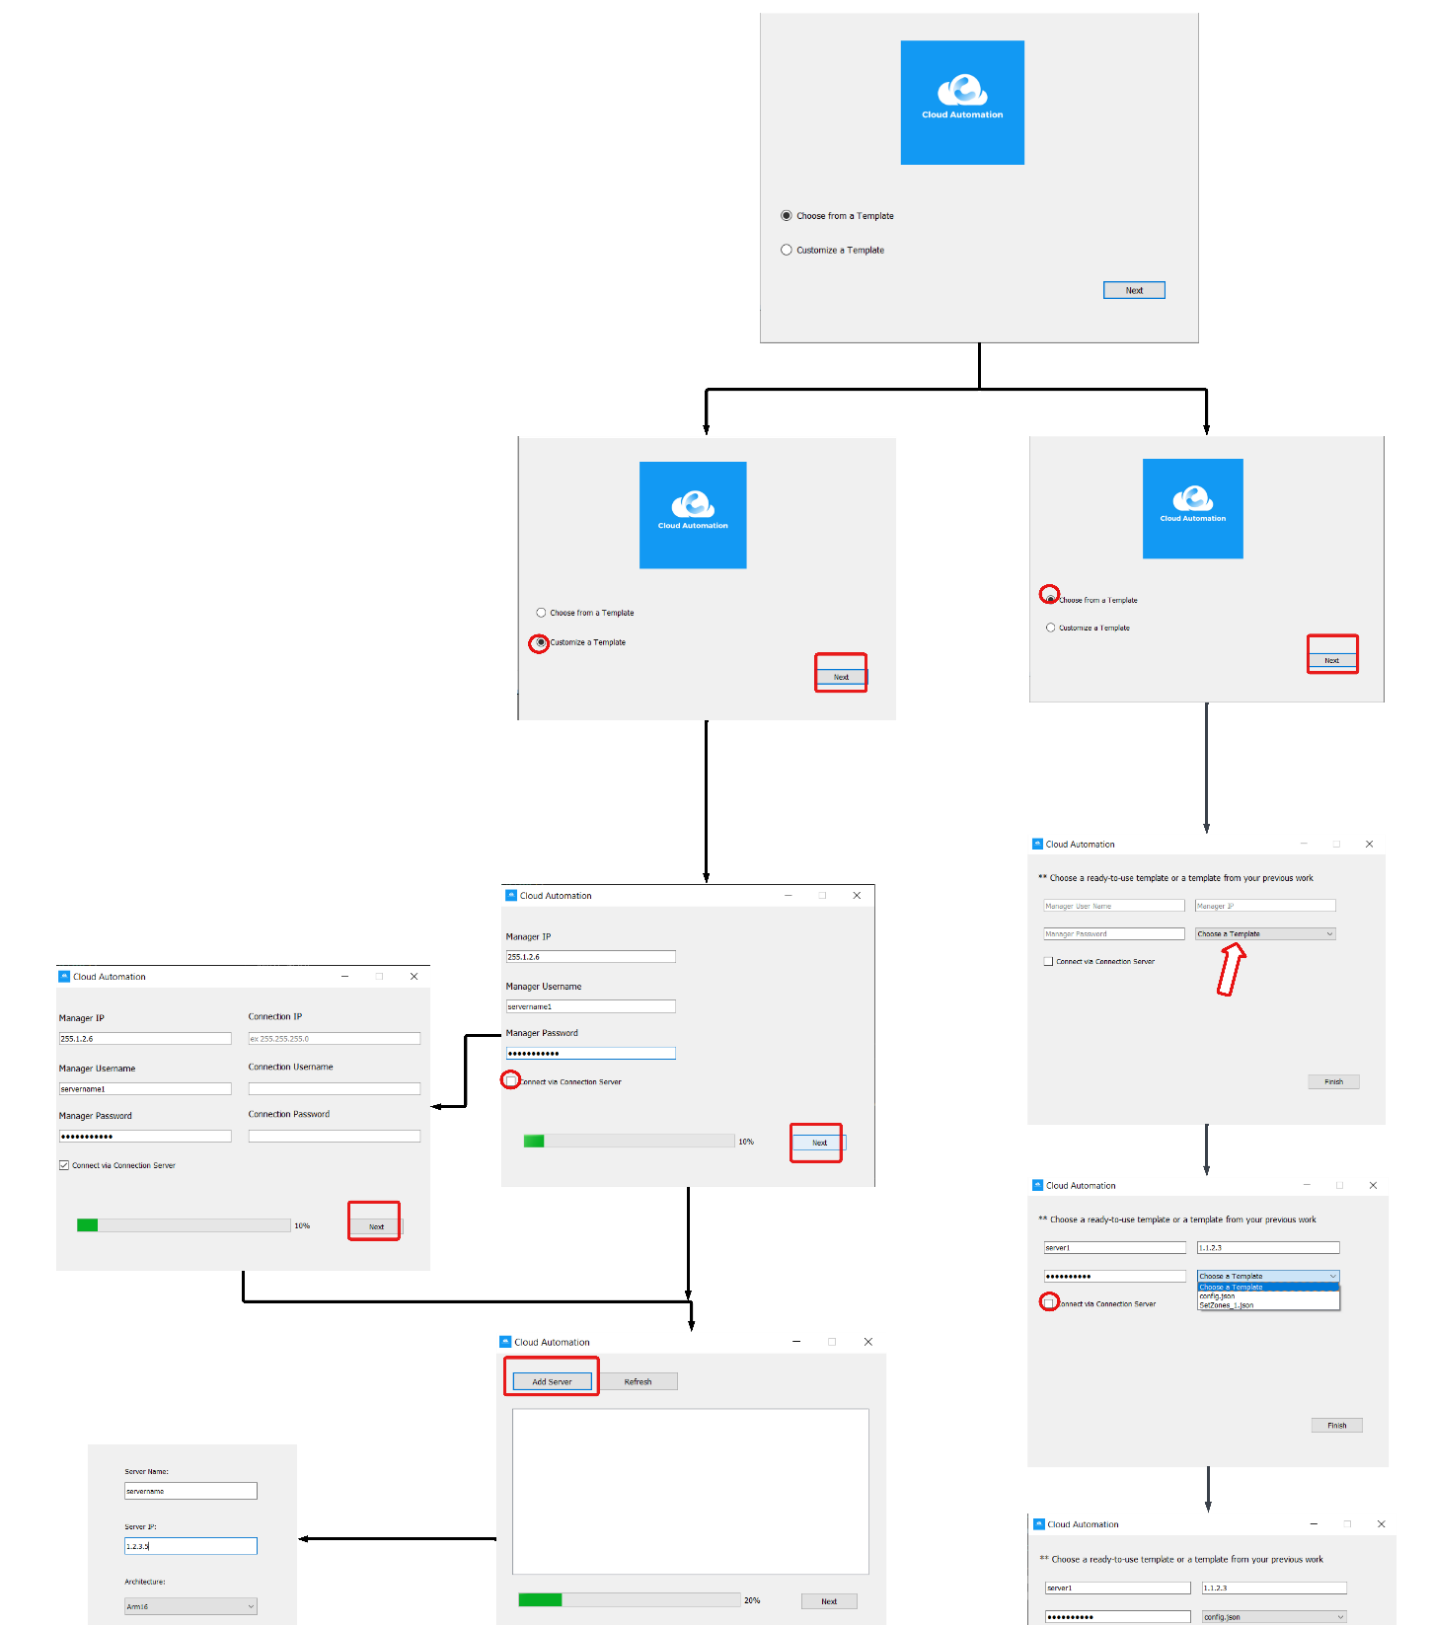 Cloud Automation
Choose from a Template
Customize a Template
Next
Cloud Automation
Choose from a Template
Customize a Template
Next
Cloud Automation
Choose from a Template
Customize a Template
Next
Cloud Automation
** Choose a ready-to-use template or a template from your previous work
Manager User Name
Manager IP
Manager Password
Choose a Template
Connect via Connection Server
Finish
Cloud Automation
Manager IP
255.1.2.6
Manager Username
servername1
Manager Password
Connect via Connection Server
10%
Next
Cloud Automation
Manager IP
Connection IP
255.1.2.6
ex 255.255.255.0
Manager Username
Connection Username
servername1
Manager Password
Connection Password
Connect via Connection Server
10%
Next
Cloud Automation
** Choose a ready-to-use template or a template from your previous work
server1
1.1.2.3
Choose a Template
Choose a Template
config.json
SetZones_1.json
Connect via Connection Server
Finish
Cloud Automation
Add Server
Refresh
20%
Next
Server Name:
servername
Server IP:
1.2.3.5
Architecture:
Arm16
Cloud Automation
** Choose a ready-to-use template or a template from your previous work
server1
1.1.2.3
config.json